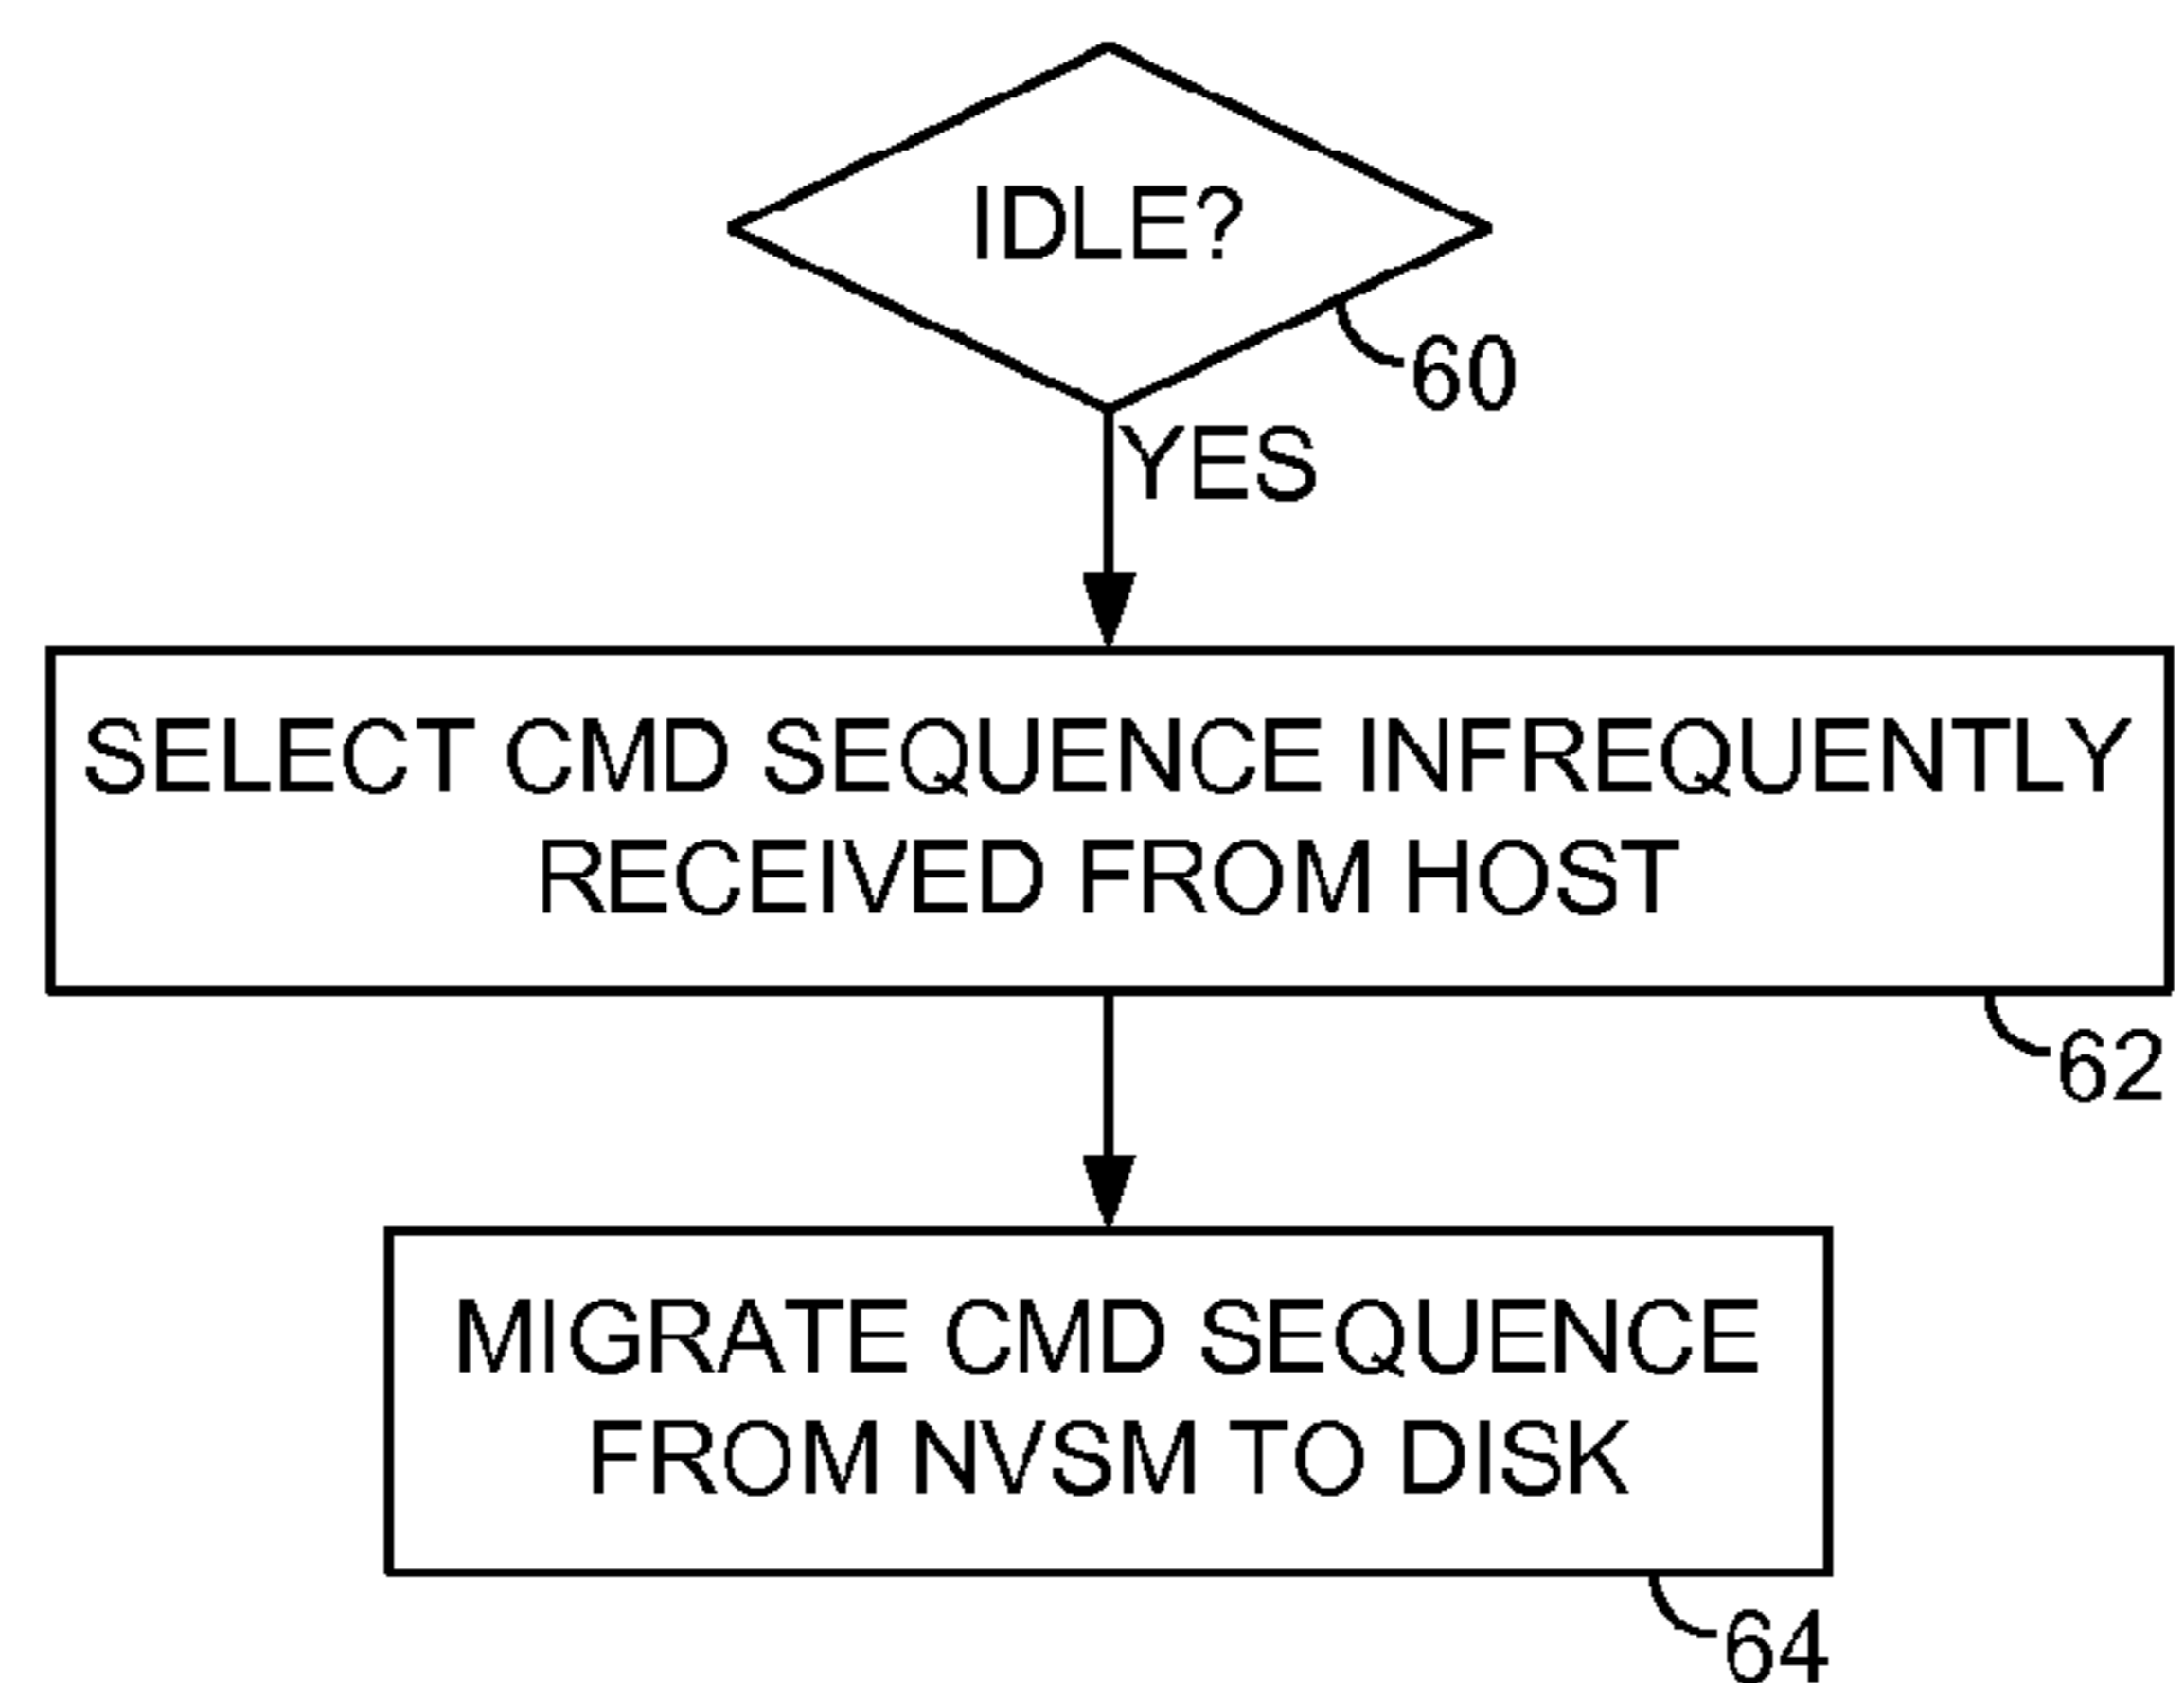 IDLE?
60
YES
SELECT CMD SEQUENCE INFREQUENTLY
RECEIVED FROM HOST
62
MIGRATE CMD SEQUENCE
FROM NVSM TO DISK
64